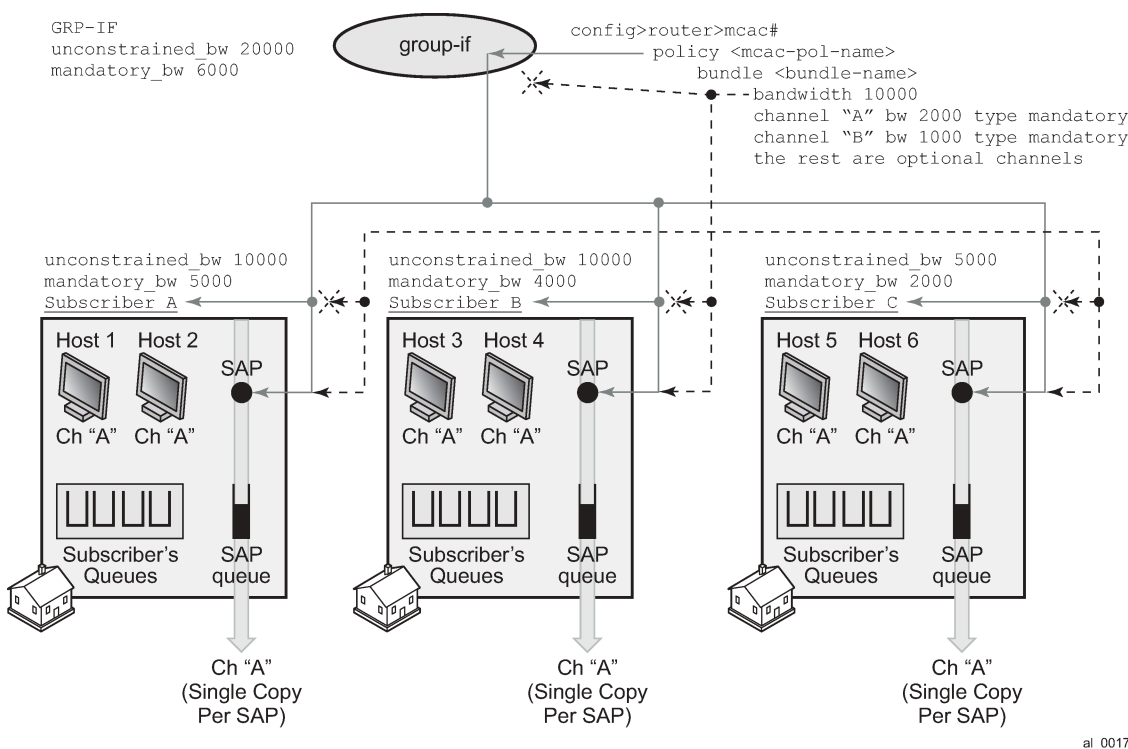 GRP-IF
unconstrained_bw 20000
mandatory_bw 6000
group-if
config>router>mcac#
policy <mcac-pol-name>
bundle <bundle-name>
bandwidth 10000
channel “A” bw 2000 type mandatory
channel “B” bw 1000 type mandatory
the rest are optional channels
unconstrained_bw 10000
mandatory_bw 5000
Subscriber A
unconstrained_bw 10000
mandatory_bw 4000
Subscriber B
unconstrained_bw 5000
mandatory_bw 2000
Subscriber C
Host 1
Host 2
SAP
Ch “A”
Ch “A”
Subscriber’s
Queues
SAP
queue
Ch “A”
(Single Copy
Per SAP)
Host 3
Host 4
SAP
Ch “A”
Ch “A”
Subscriber’s
Queues
SAP
queue
Ch “A”
(Single Copy
Per SAP)
Host 5
Host 6
SAP
Ch “A”
Ch “A”
Subscriber’s
Queues
SAP
queue
Ch “A”
(Single Copy
Per SAP)
al_0017